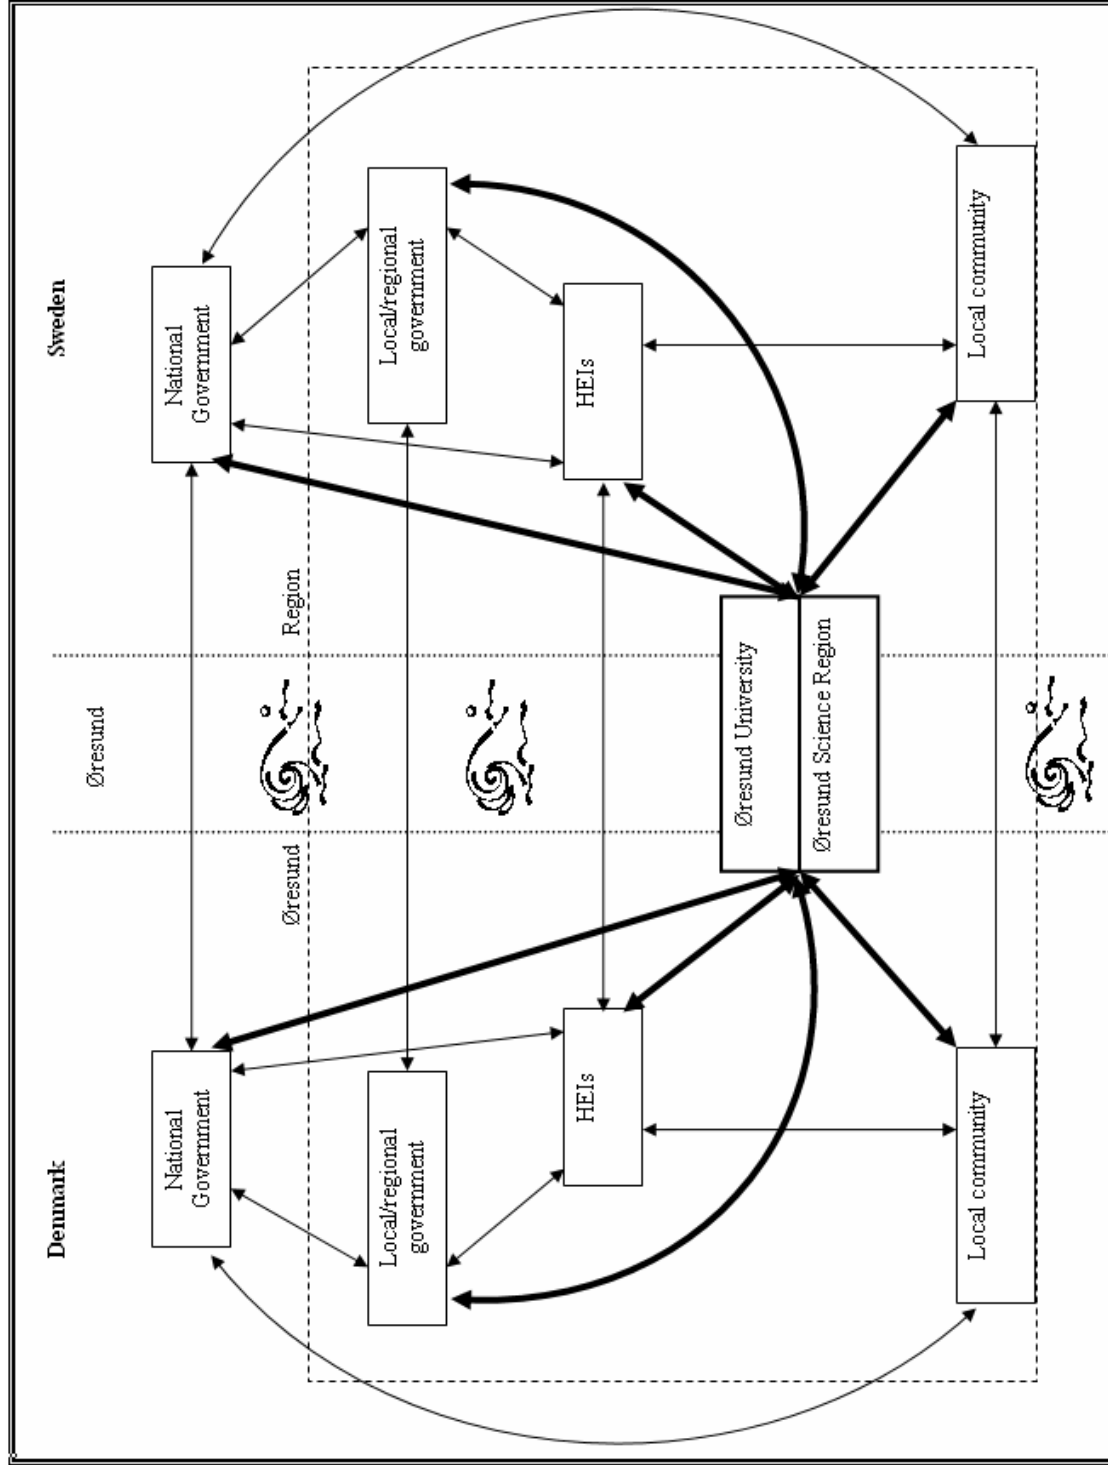 Denmark
Øresund
Sweden
National
Government
National
Government
Øresund
Region
Local/regional
government
Local/regional
government
HEIs
HEIs
Øresund University
Øresund Science Region
Local community
Local community